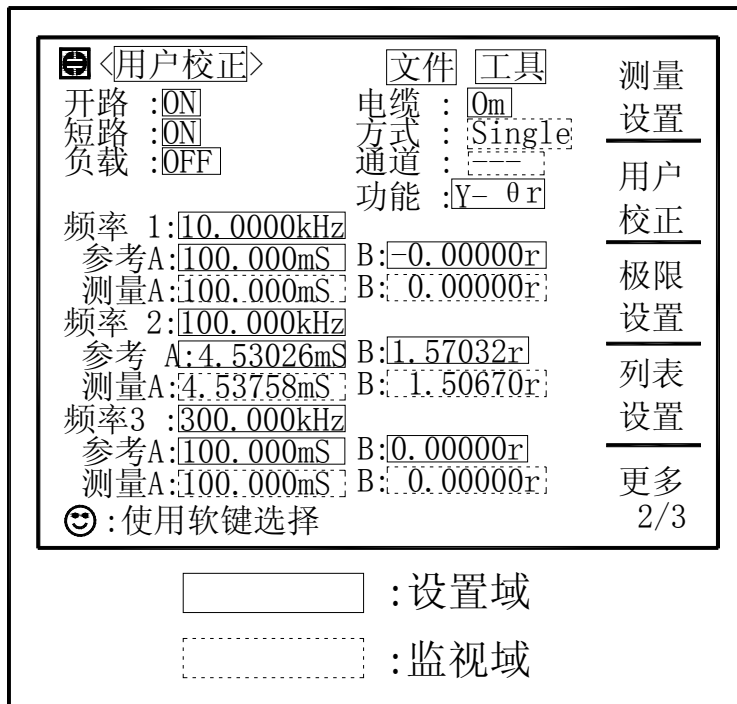 <用户校正> 文件 工具
开路 :ON 电缆 : 0m
短路 :ON 方式 : Single
负载 :OFF 通道 : ---
功能 :Y- θr
频率 1:10.0000kHz
参考A:100.000mS B:-0.00000r
测量A:100.000mS B: 0.00000r
频率 2:100.000kHz
参考 A:4.53026mS B:1.57032r
测量A:4.53758mS B: 1.50670r
频率3 :300.000kHz
参考A:100.000mS B:0.00000r
测量A:100.000mS B: 0.00000r
:使用软键选择
测量
设置
用户
校正
极限
设置
列表
设置
更多
2/3
:设置域
:监视域